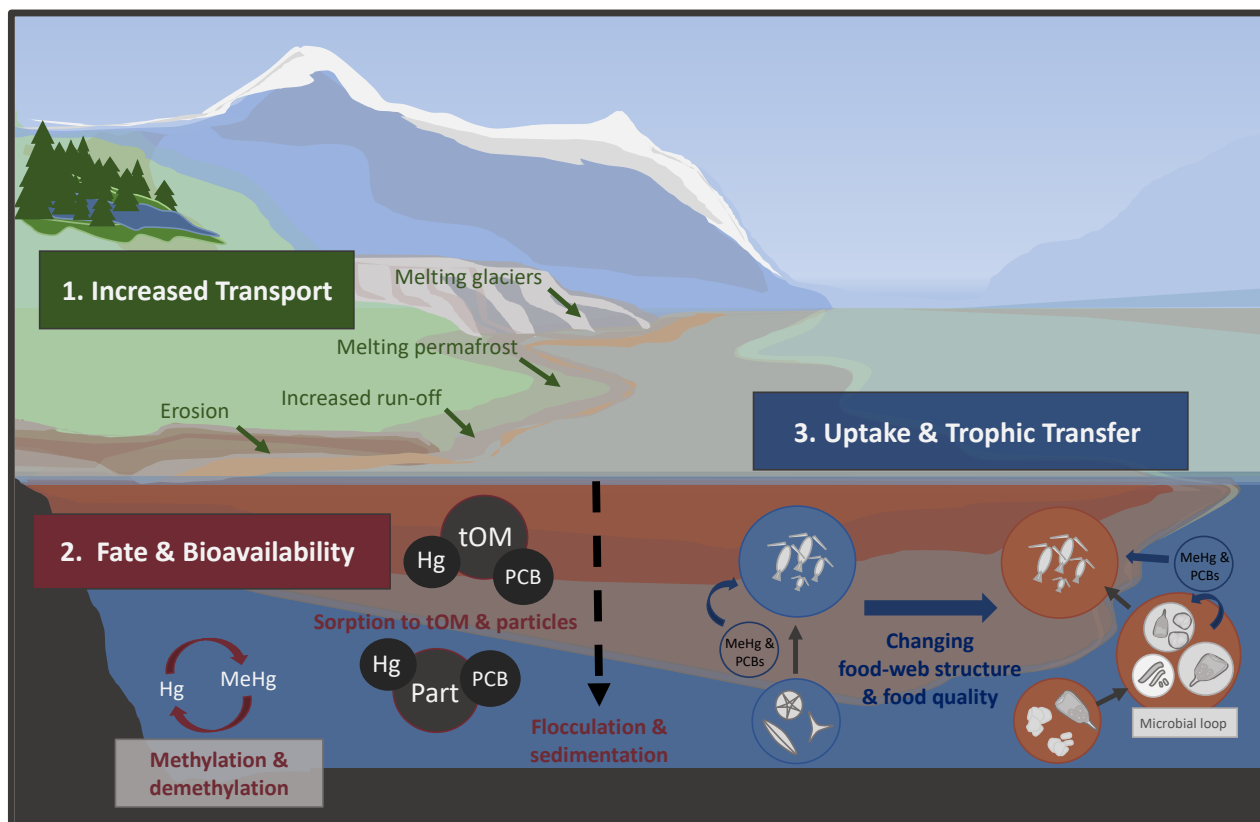 1. Increased Transport
Melting glaciers
Melting permafrost
Increased run-off
Erosion
3. Uptake & Trophic Transfer
2. Fate & Bioavailability
tOM
Hg
PCB
Sorption to tOM & particles
Hg
PCB
Part
Hg
MeHg
Methylation &
demethylation
Flocculation &
sedimentation
MeHg &
PCBs
Changing
food-web structure
& food quality
MeHg &
PCBs
Microbial loop